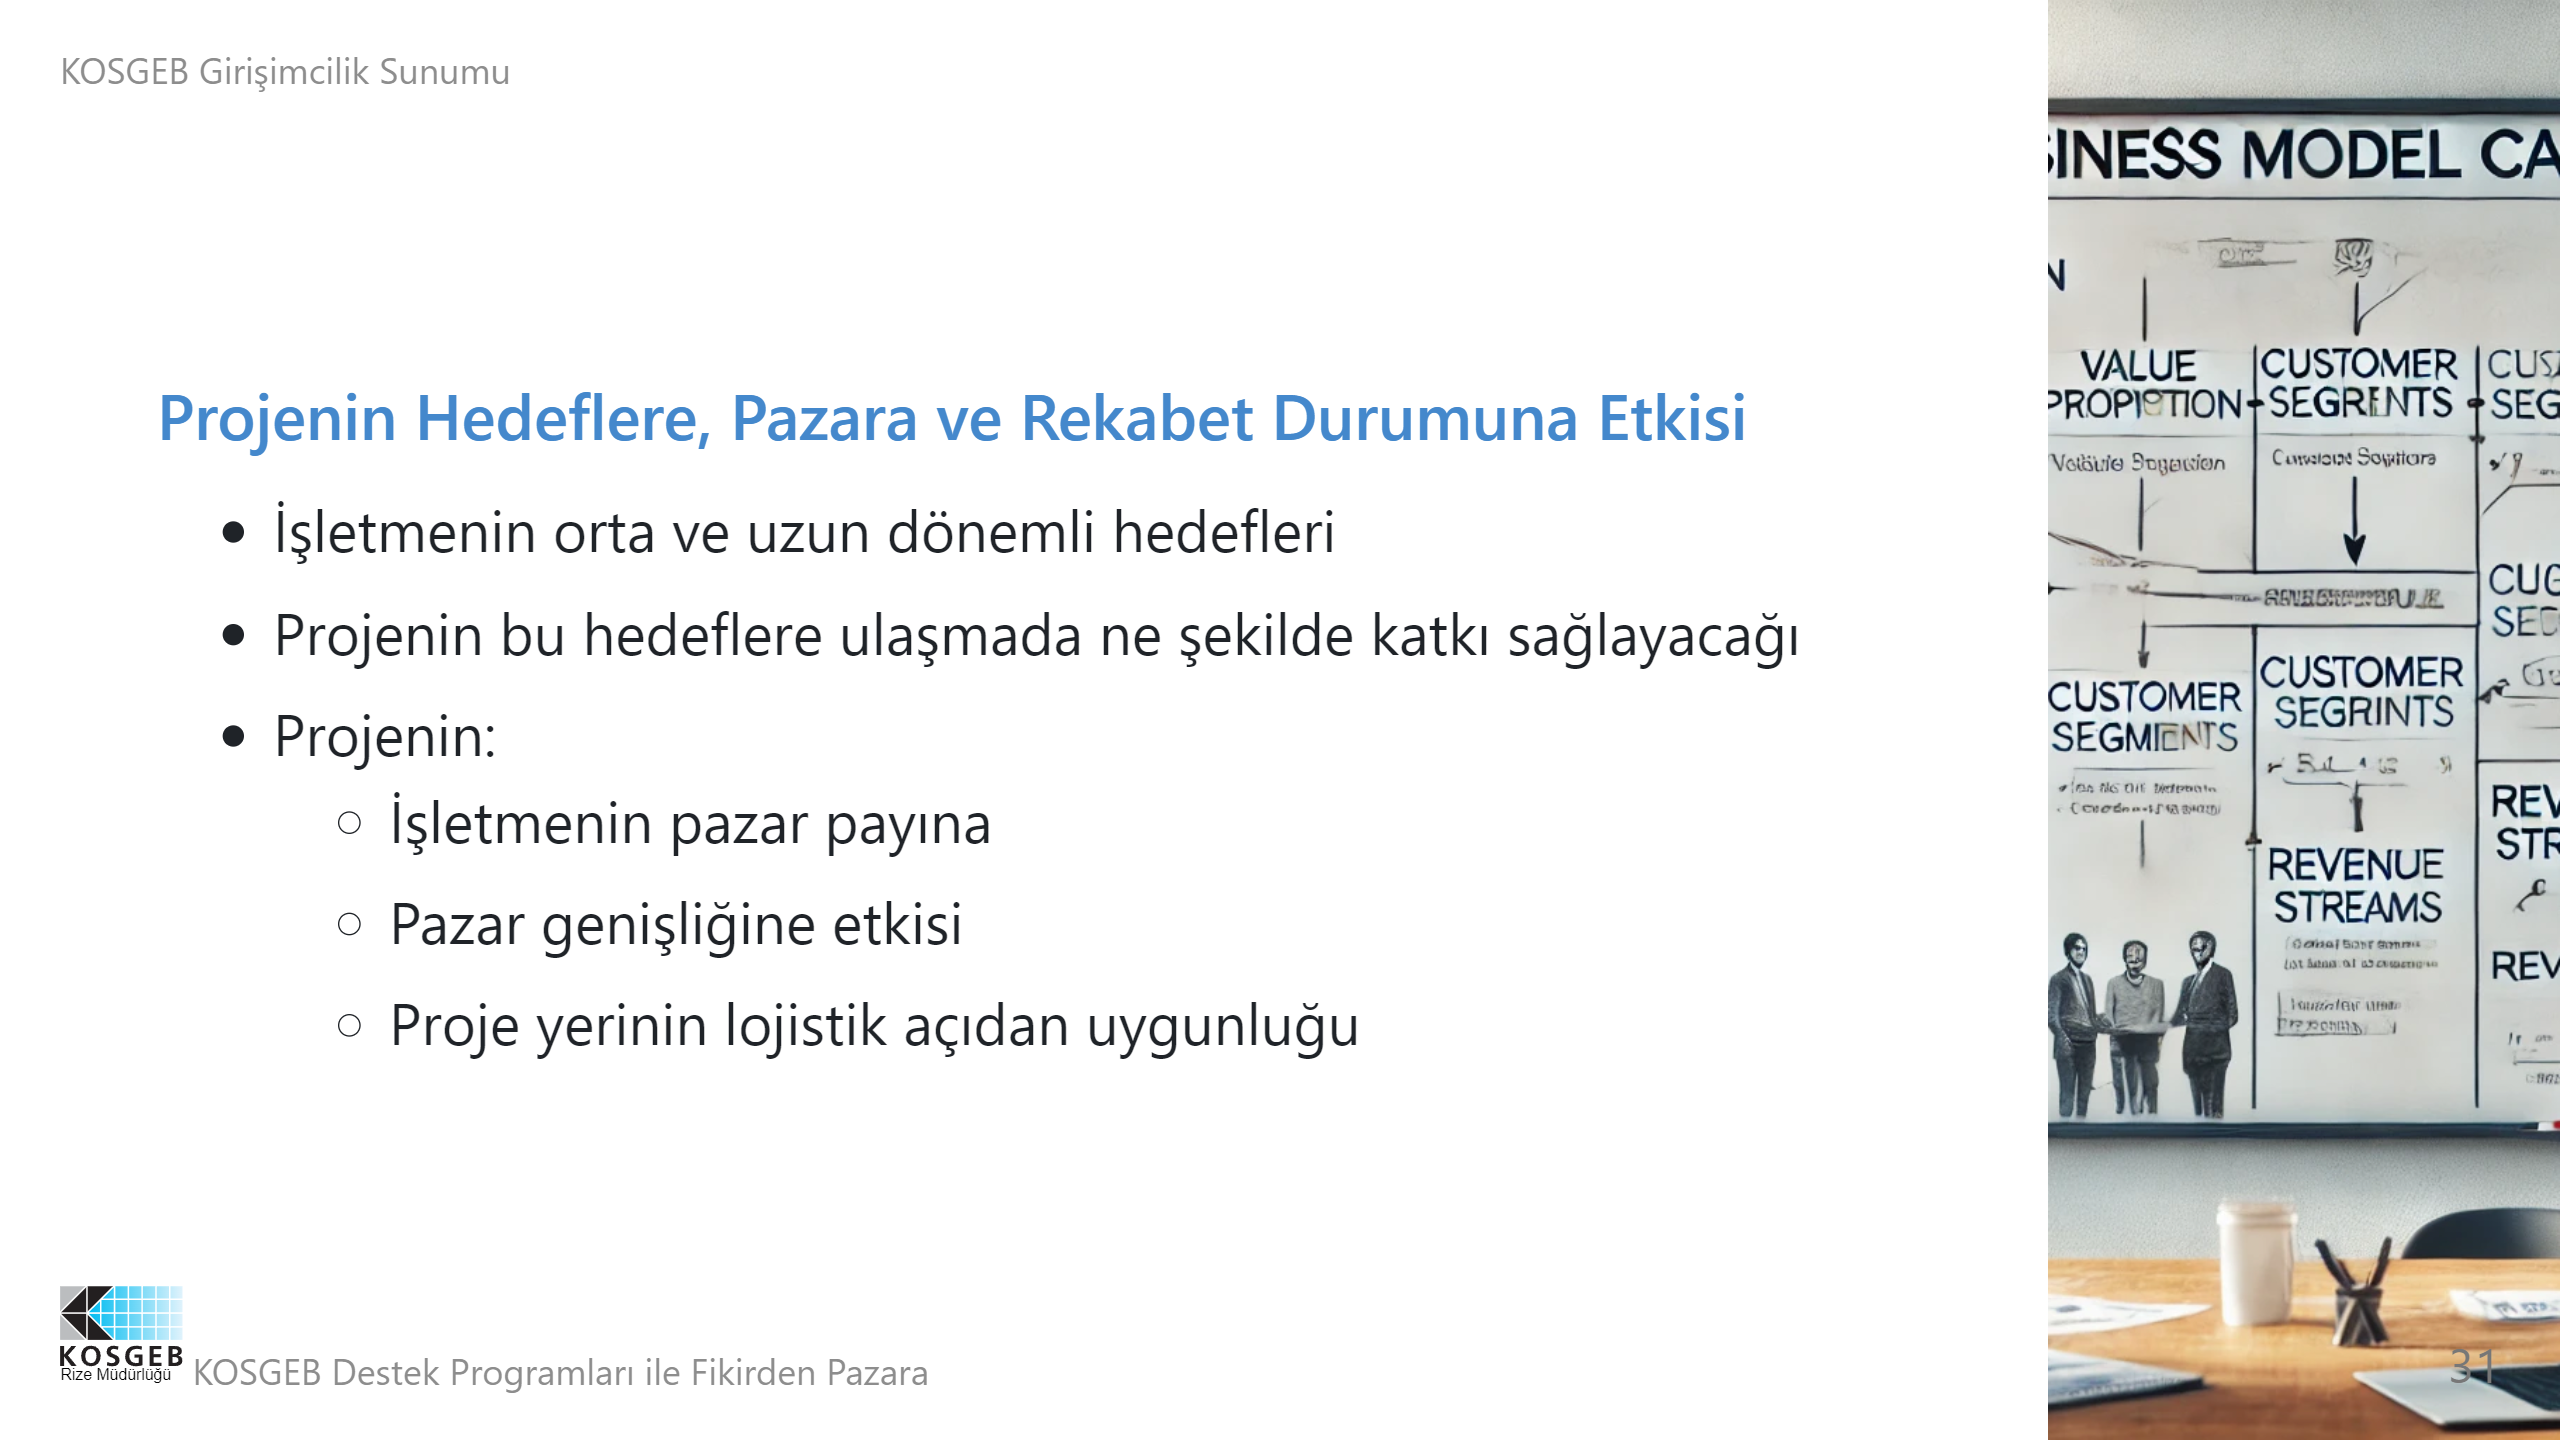 KOSGEB Girişimcilik Sunumu
Projenin Hedeflere, Pazara ve Rekabet Durumuna Etkisi
İşletmenin orta ve uzun dönemli hedefleri
Projenin bu hedeflere ulaşmada ne şekilde katkı sağlayacağı
Projenin:
İşletmenin pazar payına
Pazar genişliğine etkisi
Proje yerinin lojistik açıdan uygunluğu
KOSGEB
Rize Müdürlüğü
KOSGEB Destek Programları ile Fikirden Pazara
31
INESS MODEL CA
N
VALUE
PROPIOTION
CUSTOMER
SEGRENTS
SEG
CUSTOMER
SEGMENTS
CUSTOMER
SEGRINTS
REVENUE
STREAMS
REV
STR
REV